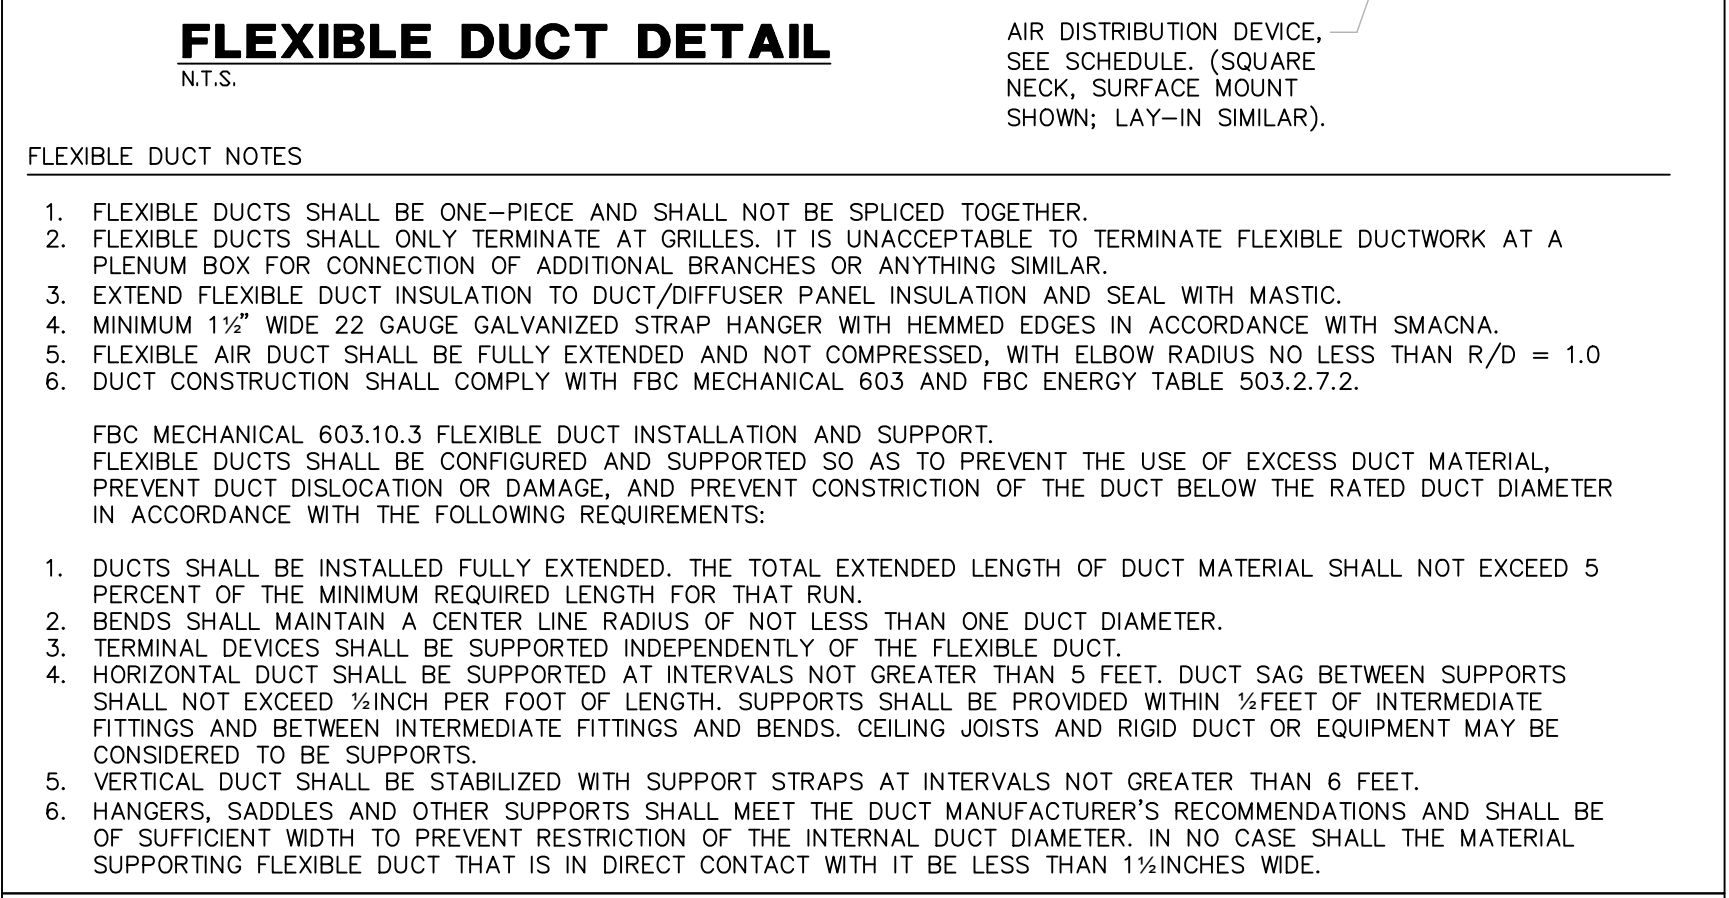 FLEXIBLE DUCT DETAIL
N.T.S.
AIR DISTRIBUTION DEVICE,
SEE SCHEDULE. (SQUARE
NECK, SURFACE MOUNT
SHOWN; LAY-IN SIMILAR).
FLEXIBLE DUCT NOTES
1. FLEXIBLE DUCTS SHALL BE ONE-PIECE AND SHALL NOT BE SPLICED TOGETHER.
2. FLEXIBLE DUCTS SHALL ONLY TERMINATE AT GRILLES. IT IS UNACCEPTABLE TO TERMINATE FLEXIBLE DUCTWORK AT A
PLENUM BOX FOR CONNECTION OF ADDITIONAL BRANCHES OR ANYTHING SIMILAR.
3. EXTEND FLEXIBLE DUCT INSULATION TO DUCT/DIFFUSER PANEL INSULATION AND SEAL WITH MASTIC.
4. MINIMUM 1½" WIDE 22 GAUGE GALVANIZED STRAP HANGER WITH HEMMED EDGES IN ACCORDANCE WITH SMACNA.
5. FLEXIBLE AIR DUCT SHALL BE FULLY EXTENDED AND NOT COMPRESSED, WITH ELBOW RADIUS NO LESS THAN R/D = 1.0
6. DUCT CONSTRUCTION SHALL COMPLY WITH FBC MECHANICAL 603 AND FBC ENERGY TABLE 503.2.7.2.
FBC MECHANICAL 603.10.3 FLEXIBLE DUCT INSTALLATION AND SUPPORT.
FLEXIBLE DUCTS SHALL BE CONFIGURED AND SUPPORTED SO AS TO PREVENT THE USE OF EXCESS DUCT MATERIAL,
PREVENT DUCT DISLOCATION OR DAMAGE, AND PREVENT CONSTRICTION OF THE DUCT BELOW THE RATED DUCT DIAMETER
IN ACCORDANCE WITH THE FOLLOWING REQUIREMENTS:
1. DUCTS SHALL BE INSTALLED FULLY EXTENDED. THE TOTAL EXTENDED LENGTH OF DUCT MATERIAL SHALL NOT EXCEED 5
PERCENT OF THE MINIMUM REQUIRED LENGTH FOR THAT RUN.
2. BENDS SHALL MAINTAIN A CENTER LINE RADIUS OF NOT LESS THAN ONE DUCT DIAMETER.
3. TERMINAL DEVICES SHALL BE SUPPORTED INDEPENDENTLY OF THE FLEXIBLE DUCT.
4. HORIZONTAL DUCT SHALL BE SUPPORTED AT INTERVALS NOT GREATER THAN 5 FEET. DUCT SAG BETWEEN SUPPORTS
SHALL NOT EXCEED ½INCH PER FOOT OF LENGTH. SUPPORTS SHALL BE PROVIDED WITHIN ½FEET OF INTERMEDIATE
FITTINGS AND BETWEEN INTERMEDIATE FITTINGS AND BENDS. CEILING JOISTS AND RIGID DUCT OR EQUIPMENT MAY BE
CONSIDERED TO BE SUPPORTS.
5. VERTICAL DUCT SHALL BE STABILIZED WITH SUPPORT STRAPS AT INTERVALS NOT GREATER THAN 6 FEET.
6. HANGERS, SADDLES AND OTHER SUPPORTS SHALL MEET THE DUCT MANUFACTURER'S RECOMMENDATIONS AND SHALL BE
OF SUFFICIENT WIDTH TO PREVENT RESTRICTION OF THE INTERNAL DUCT DIAMETER. IN NO CASE SHALL THE MATERIAL
SUPPORTING FLEXIBLE DUCT THAT IS IN DIRECT CONTACT WITH IT BE LESS THAN 1½INCHES WIDE.